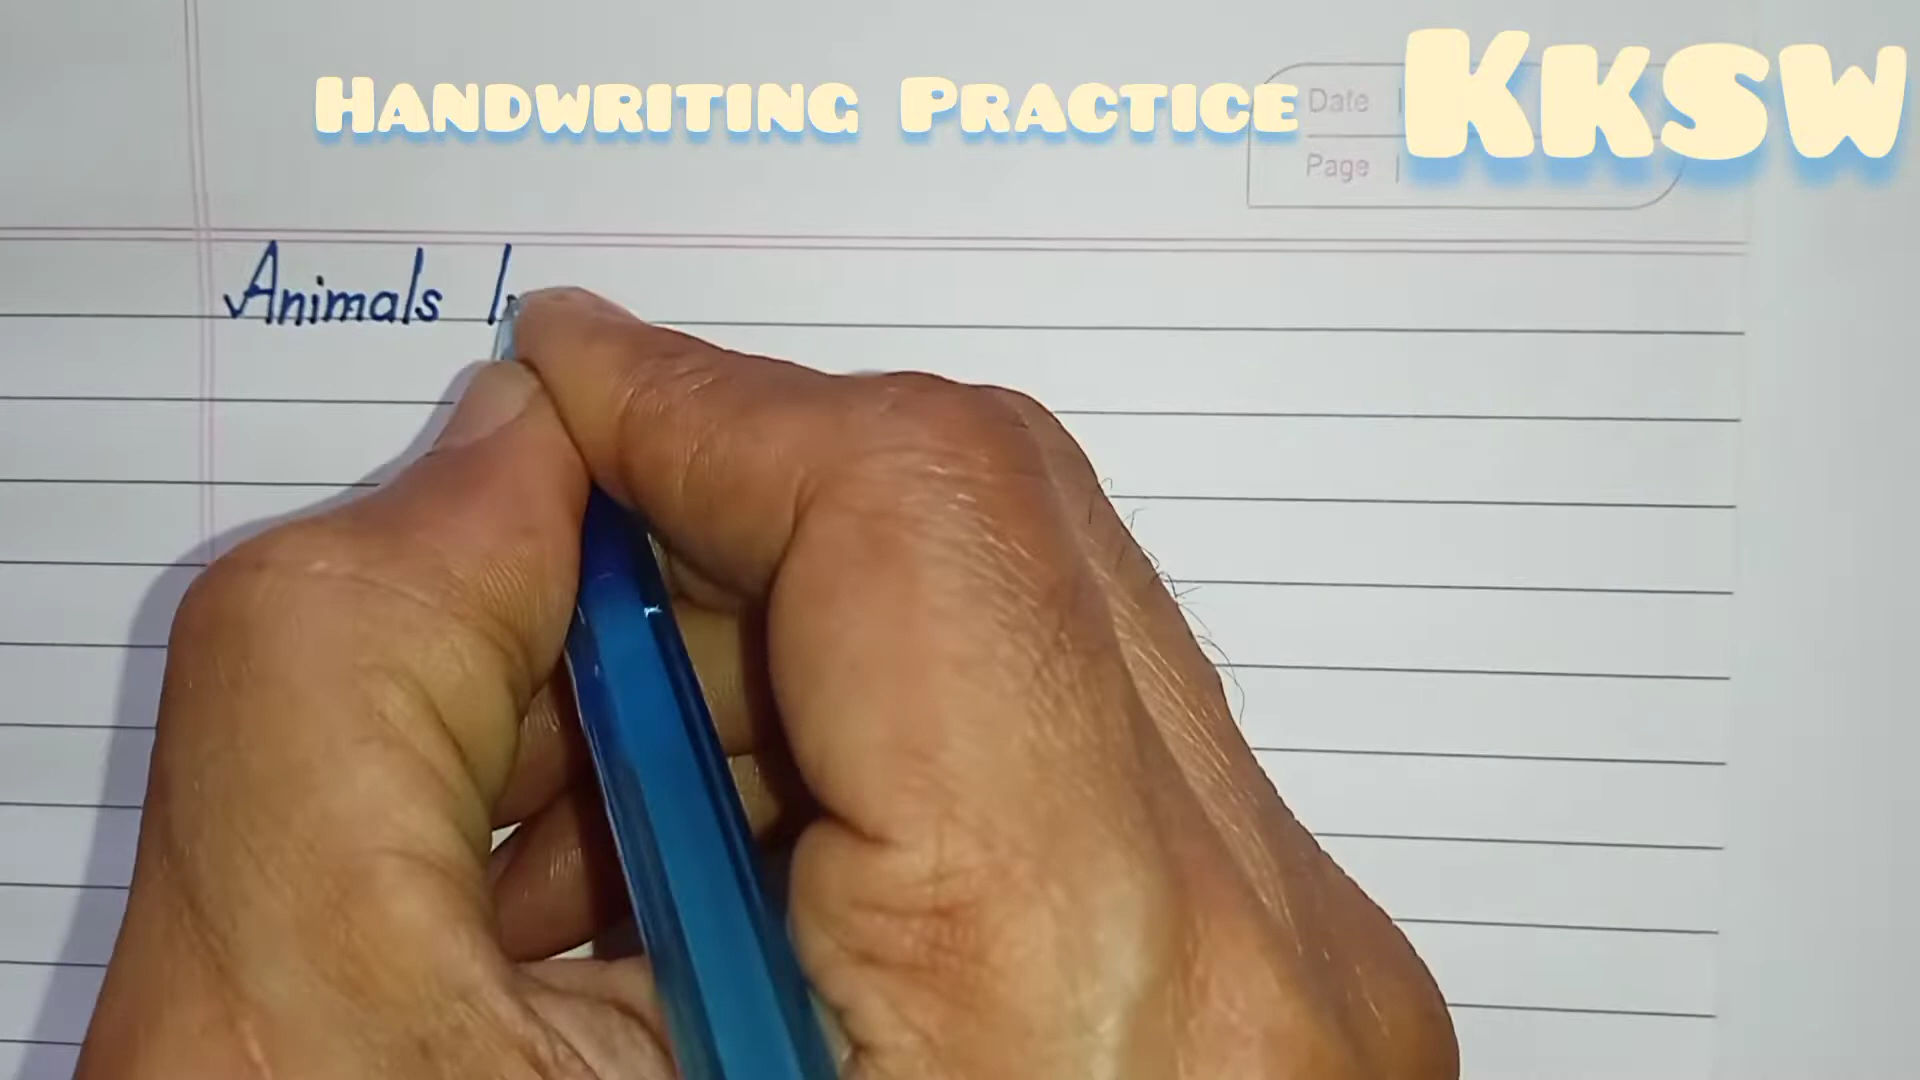 Handwriting Practice KKSW
Date
Page
Animals